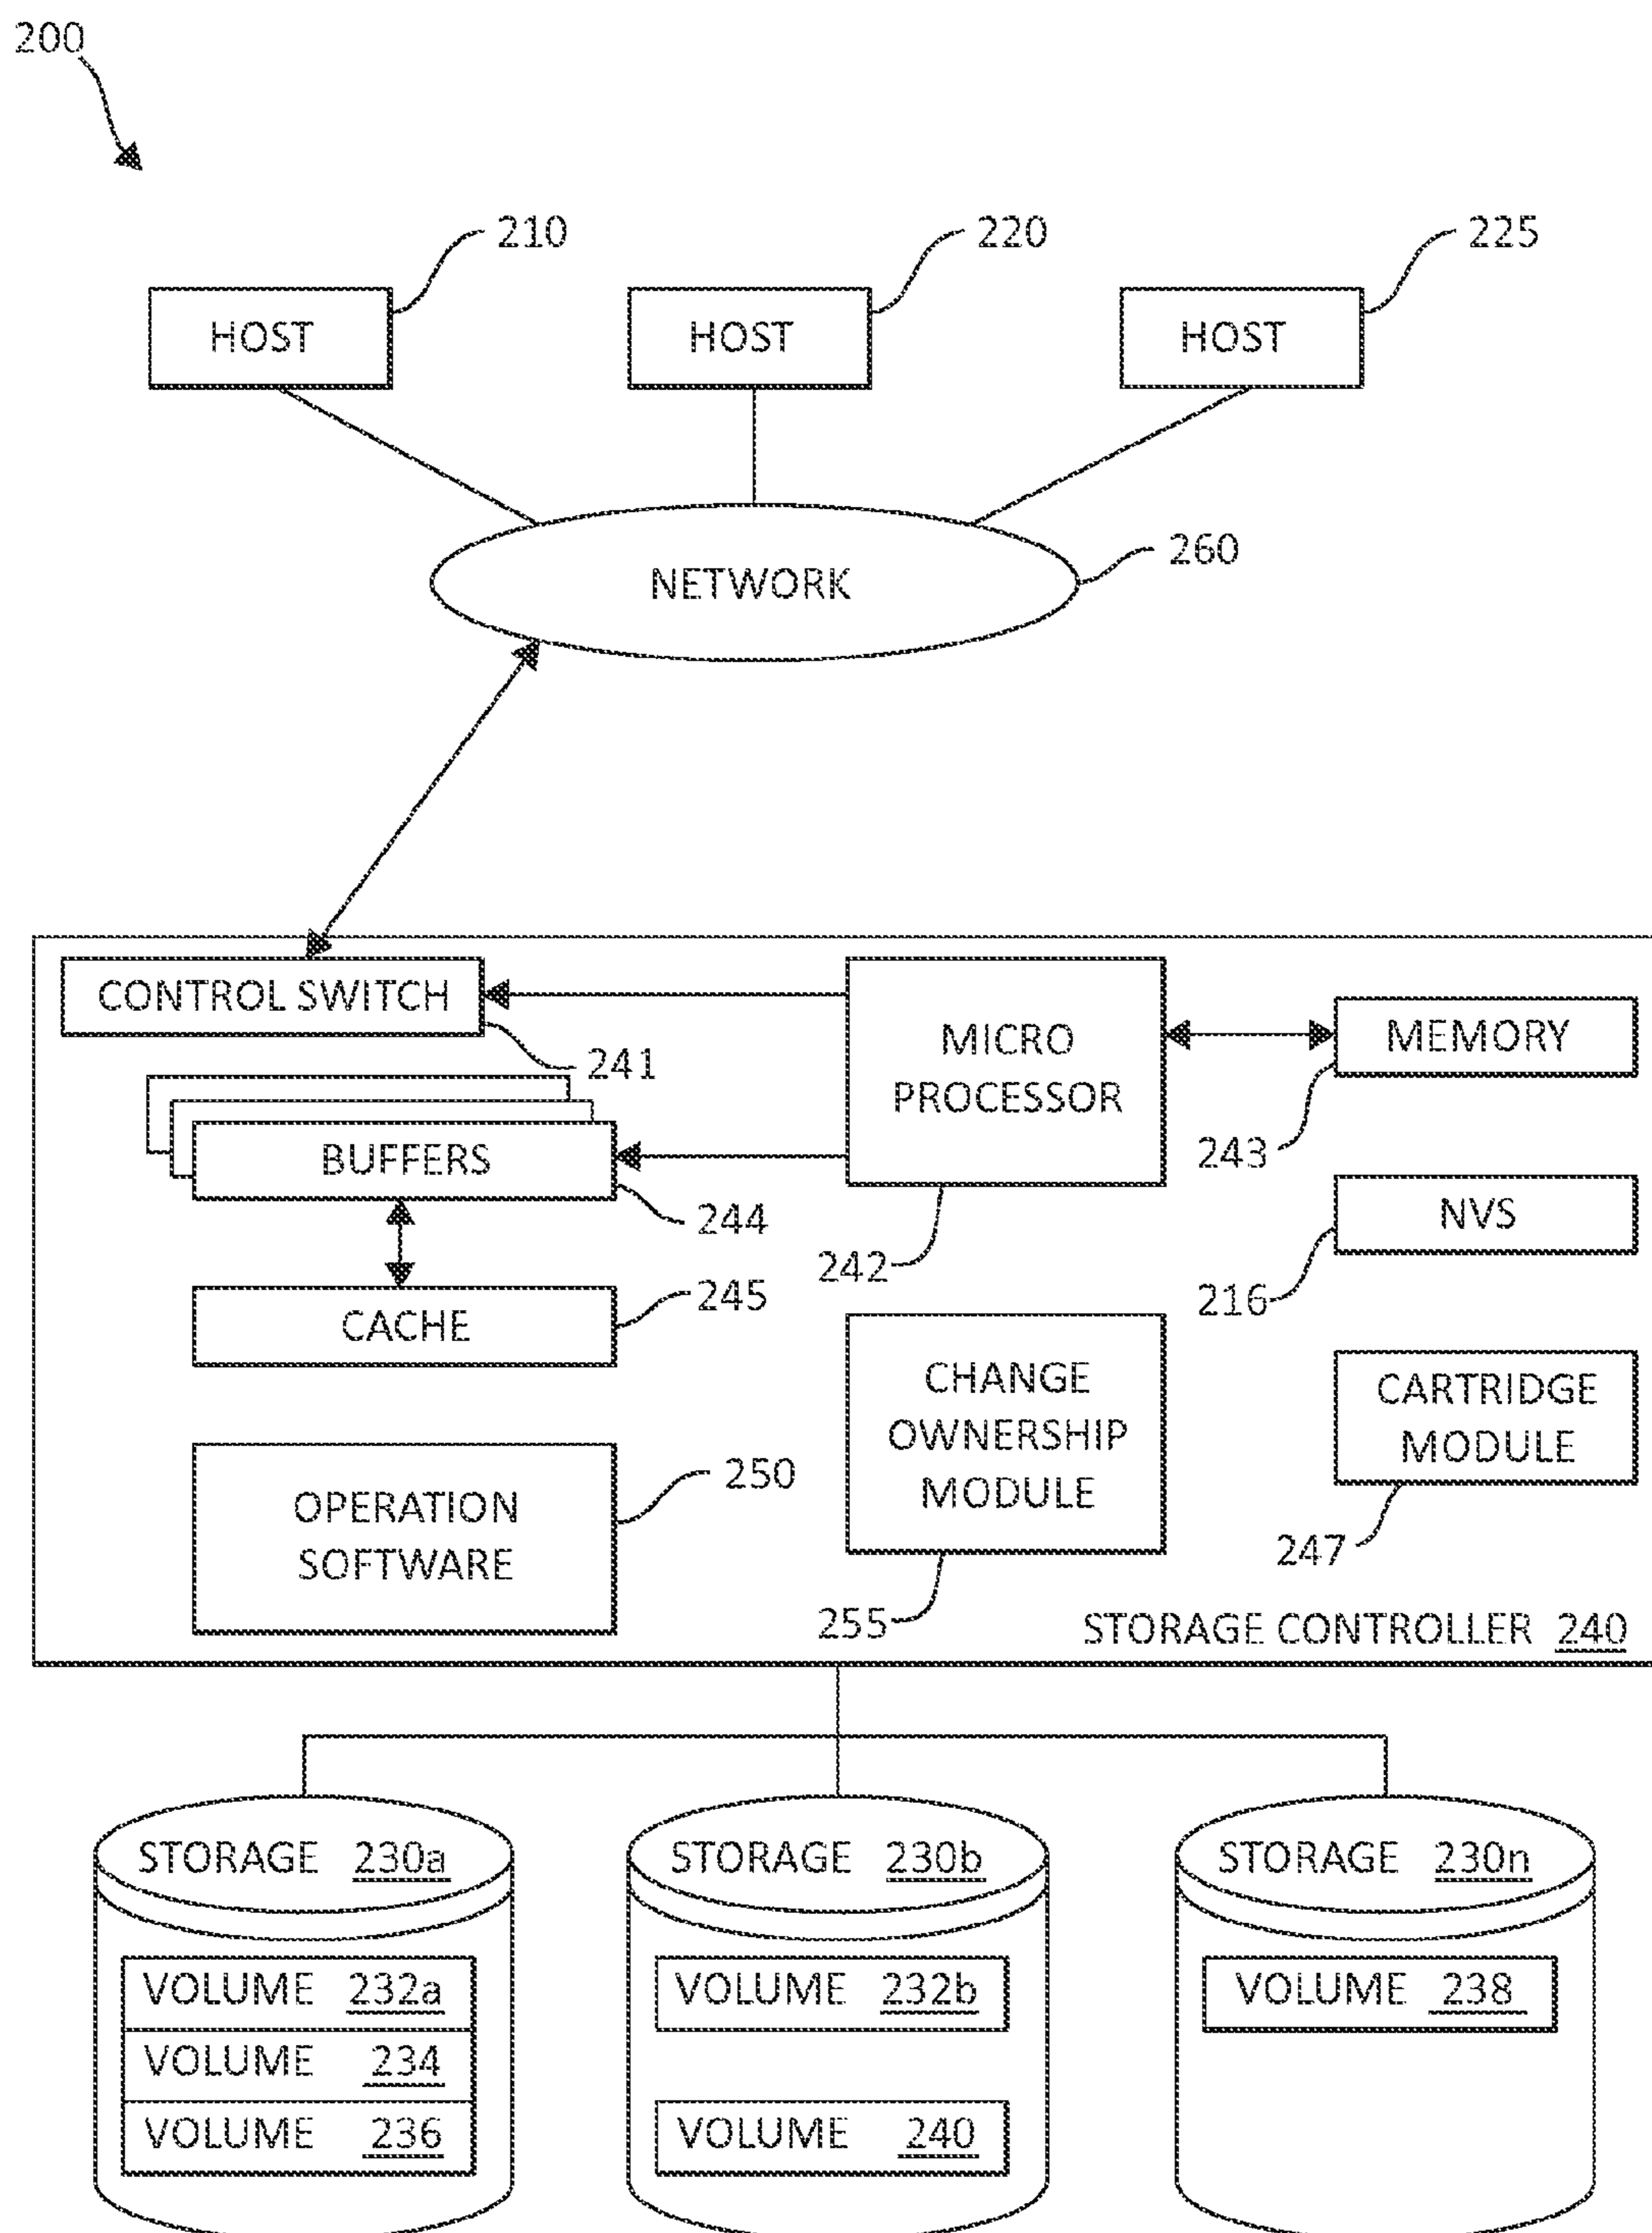 200
210
220
225
HOST
HOST
HOST
260
NETWORK
CONTROL SWITCH
241
MICRO
PROCESSOR
242
MEMORY
243
BUFFERS
244
NVS
216
CACHE
245
CHANGE
OWNERSHIP
MODULE
255
CARTRIDGE
MODULE
247
OPERATION
SOFTWARE
250
STORAGE CONTROLLER 240
STORAGE 230a
VOLUME 232a
VOLUME 234
VOLUME 236
STORAGE 230b
VOLUME 232b
VOLUME 240
STORAGE 230n
VOLUME 238